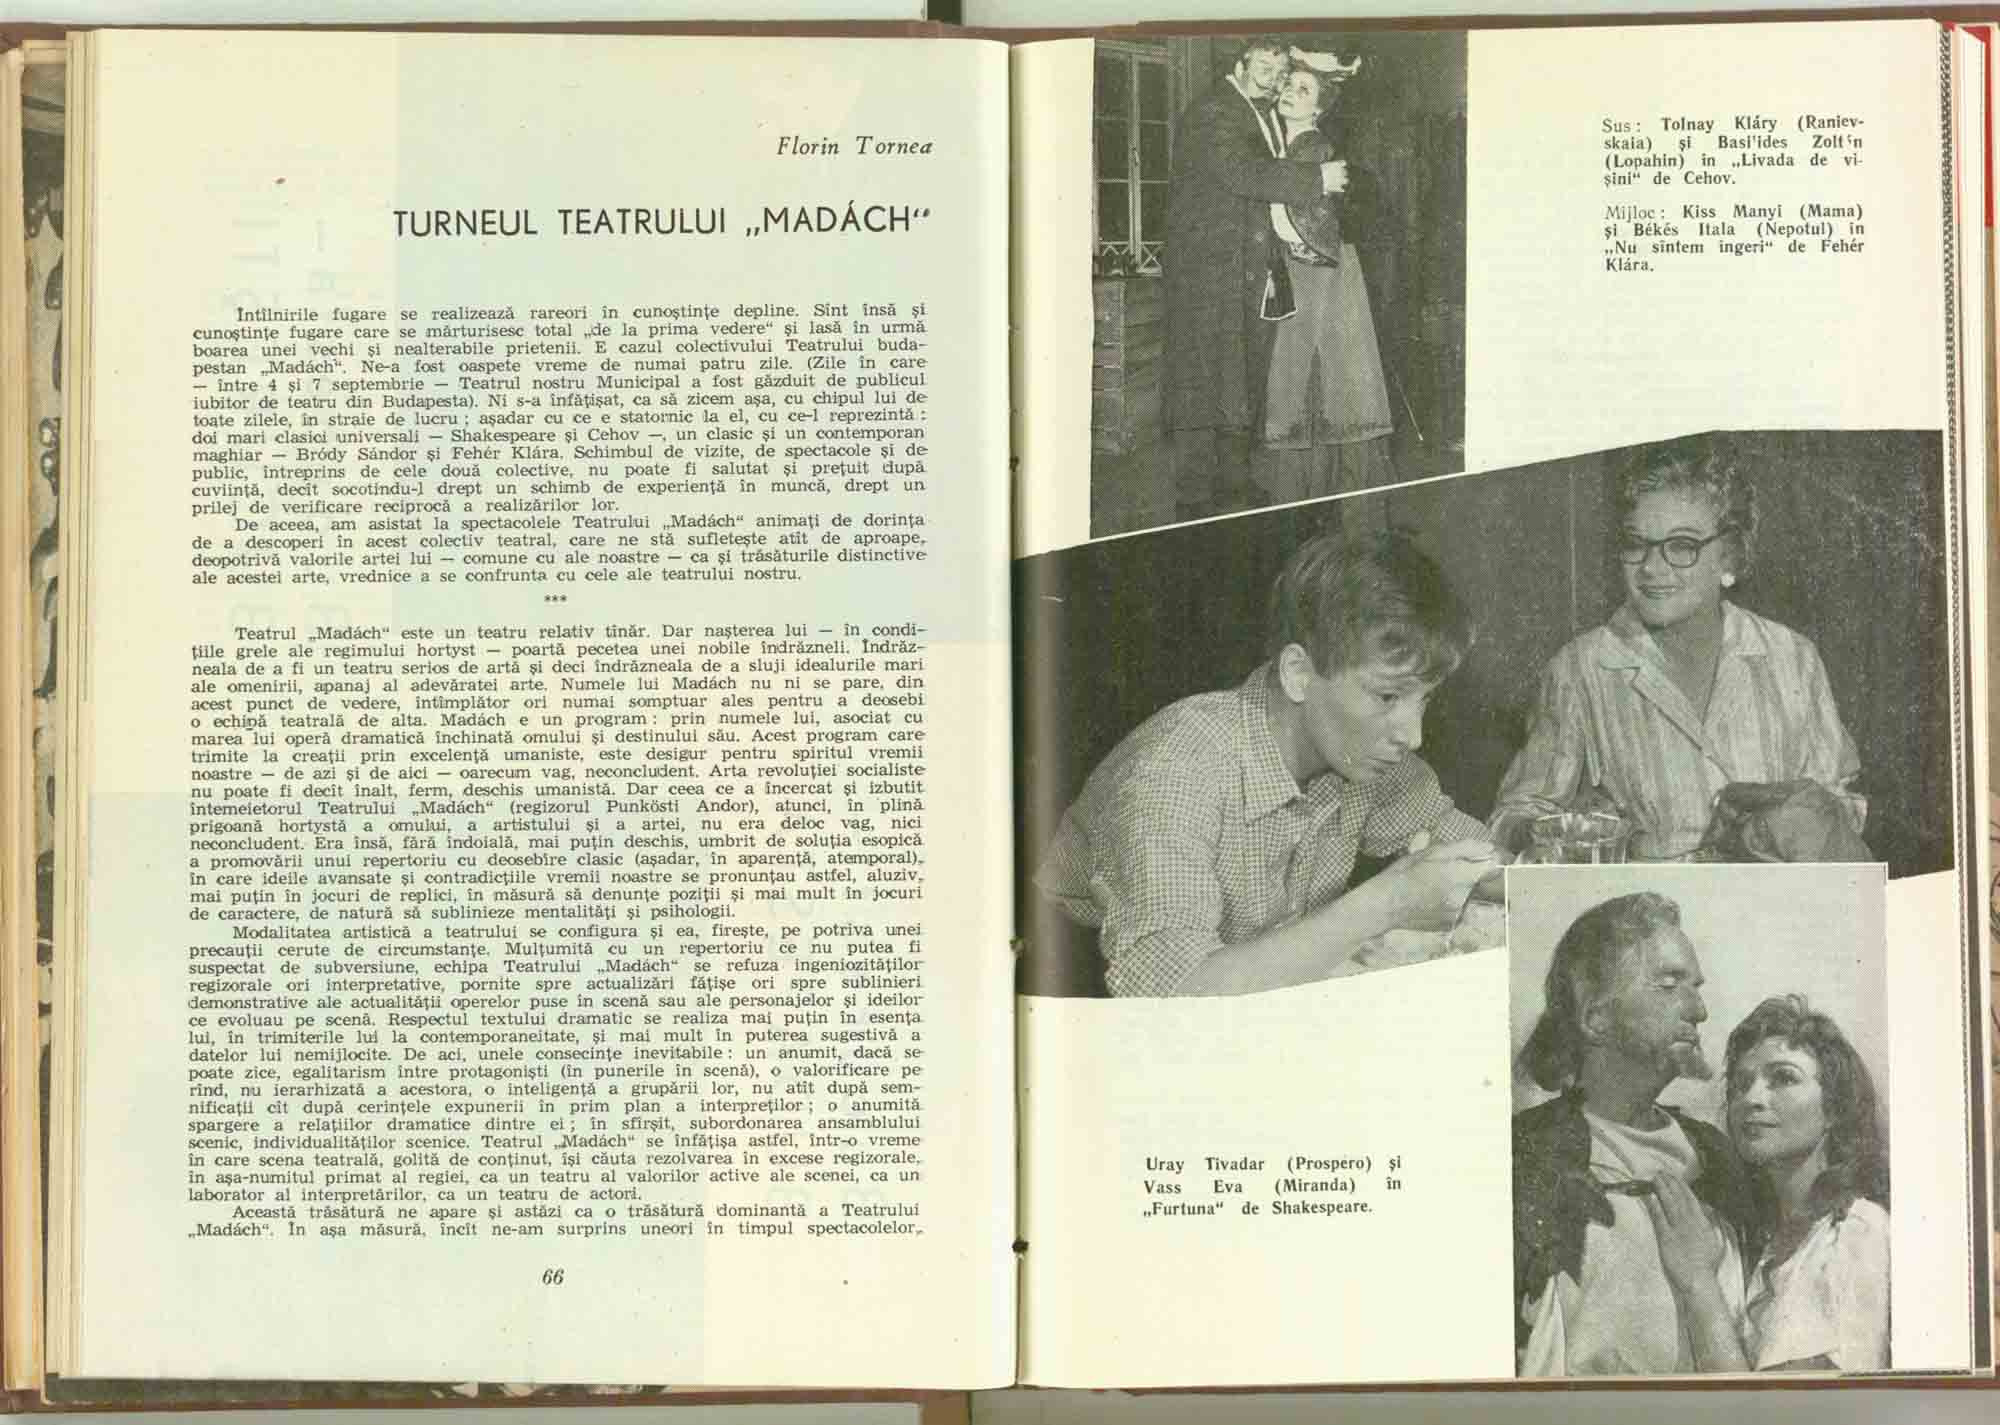 Florin Tornea
TURNEUL TEATRULUI „MADÁCH“
Întîlnirile fugare se realizează rareori în cunoștințe depline. Sînt însă și
cunoștințe fugare care se mărturisesc total „de la prima vedere“ și lasă în urmă
boarea unei vechi și nealterabile prietenii. E cazul colectivului Teatrului buda-
pestan „Madách“. Ne-a fost oaspete vreme de numai patru zile. (Zile în care
— între 4 și 7 septembrie — Teatrul nostru Municipal a fost găzduit de publicul
iubitor de teatru din Budapesta). Ni s-a înfățișat, ca să zicem așa, cu chipul lui de
toate zilele, în straie de lucru ; așadar cu ce e statornic la el, cu ce-l reprezintă :
doi mari clasici universali — Shakespeare și Cehov —, un clasic și un contemporan
maghiar — Bródy Sándor și Fehér Klára. Schimbul de vizite, de spectacole și de
public, întreprins de cele două colective, nu poate fi salutat și prețuit după
cuviință, decît socotindu-l drept un schimb de experiență în muncă, drept un
prilej de verificare reciprocă a realizărilor lor.
De aceea, am asistat la spectacolele Teatrului „Madách“ animați de dorința
de a descoperi în acest colectiv teatral, care ne stă sufletește atît de aproape,
deopotrivă valorile artei lui — comune cu ale noastre — ca și trăsăturile distinctive
ale acestei arte, vrednice a se confrunta cu cele ale teatrului nostru.
***
Teatrul „Madách“ este un teatru relativ tînăr. Dar nașterea lui — în condi-
țiile grele ale regimului hortyst — poartă pecetea unei nobile îndrăzneli. Îndrăz-
neala de a fi un teatru serios de artă și deci îndrăzneala de a sluji idealurile mari
ale omenirii, apanaj al adevăratei arte. Numele lui Madách nu ni se pare, din
acest punct de vedere, întîmplător ori numai somptuar ales pentru a deosebi
o echipă teatrală de alta. Madách e un program : prin numele lui, asociat cu
marea lui operă dramatică închinată omului și destinului său. Acest program care
trimite la creații prin excelență umaniste, este desigur pentru spiritul vremii
noastre — de azi și de aici — oarecum vag, neconcludent. Arta revoluției socialiste
nu poate fi decît înalt, ferm, deschis umanistă. Dar ceea ce a încercat și izbutit
întemeietorul Teatrului „Madách“ (regizorul Punkösti Andor), atunci, în plină
prigoană hortystă a omului, a artistului și a artei, nu era deloc vag, nici
neconcludent. Era însă, fără îndoială, mai puțin deschis, umbrit de soluția esopică
a promovării unui repertoriu cu deosebire clasic (așadar, în aparență, atemporal),
în care ideile avansate și contradicțiile vremii noastre se pronunțau astfel, aluziv,
mai puțin în jocuri de replici, în măsură să denunțe poziții și mai mult în jocuri
de caractere, de natură să sublinieze mentalități și psihologii.
Modalitatea artistică a teatrului se configura și ea, firește, pe potriva unei
precauții cerute de circumstanțe. Mulțumită cu un repertoriu ce nu putea fi
suspectat de subversiune, echipa Teatrului „Madách“ se refuza ingeniozităților
regizorale ori interpretative, pornite spre actualizări fățișe ori spre sublinieri
demonstrative ale actualității operelor puse în scenă sau ale personajelor și ideilor
ce evoluau pe scenă. Respectul textului dramatic se realiza mai puțin în esența
lui, în trimiterile lui la contemporaneitate, și mai mult în puterea sugestivă a
datelor lui nemijlocite. De aci, unele consecințe inevitabile : un anumit, dacă se
poate zice, egalitarism între protagoniști (în punerile în scenă), o valorificare pe
rînd, nu ierarhizată a acestora, o inteligență a grupării lor, nu atît după sem-
nificații cît după cerințele expunerii în prim plan a interpreților ; o anumită
spargere a relațiilor dramatice dintre ei ; în sfîrșit, subordonarea ansamblului
scenic, individualităților scenice. Teatrul „Madách“ se înfățișa astfel, într-o vreme
în care scena teatrală, golită de conținut, își căuta rezolvarea în excese regizorale,
în așa-numitul primat al regiei, ca un teatru al valorilor active ale scenei, ca un
laborator al interpretărilor, ca un teatru de actori.
Această trăsătură ne apare și astăzi ca o trăsătură dominantă a Teatrului
„Madách“. În așa măsură, încît ne-am surprins uneori în timpul spectacolelor,
66
Sus : Tolnay Kláry (Raniev-
skaia) și Basilides Zoltán
(Lopahin) în „Livada de vi-
șini“ de Cehov.
Mijloc : Kiss Manyi (Mama)
și Békés Itala (Nepotul) în
„Nu sîntem îngeri“ de Fehér
Klára.
Uray Tivadar (Prospero) și
Vass Eva (Miranda) în
„Furtuna“ de Shakespeare.